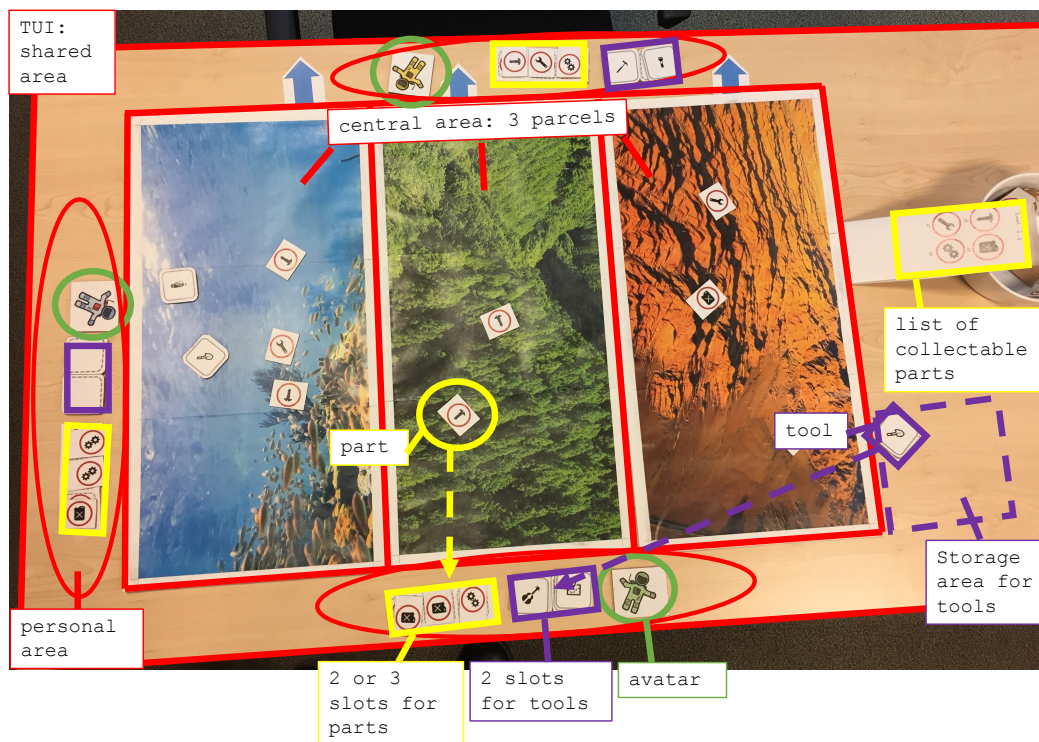 TUI:
shared
area
central area: 3 parcels
list of
collectable
parts
part
tool
Storage
area for
tools
personal
area
2 or 3
slots for
parts
2 slots
for tools
avatar